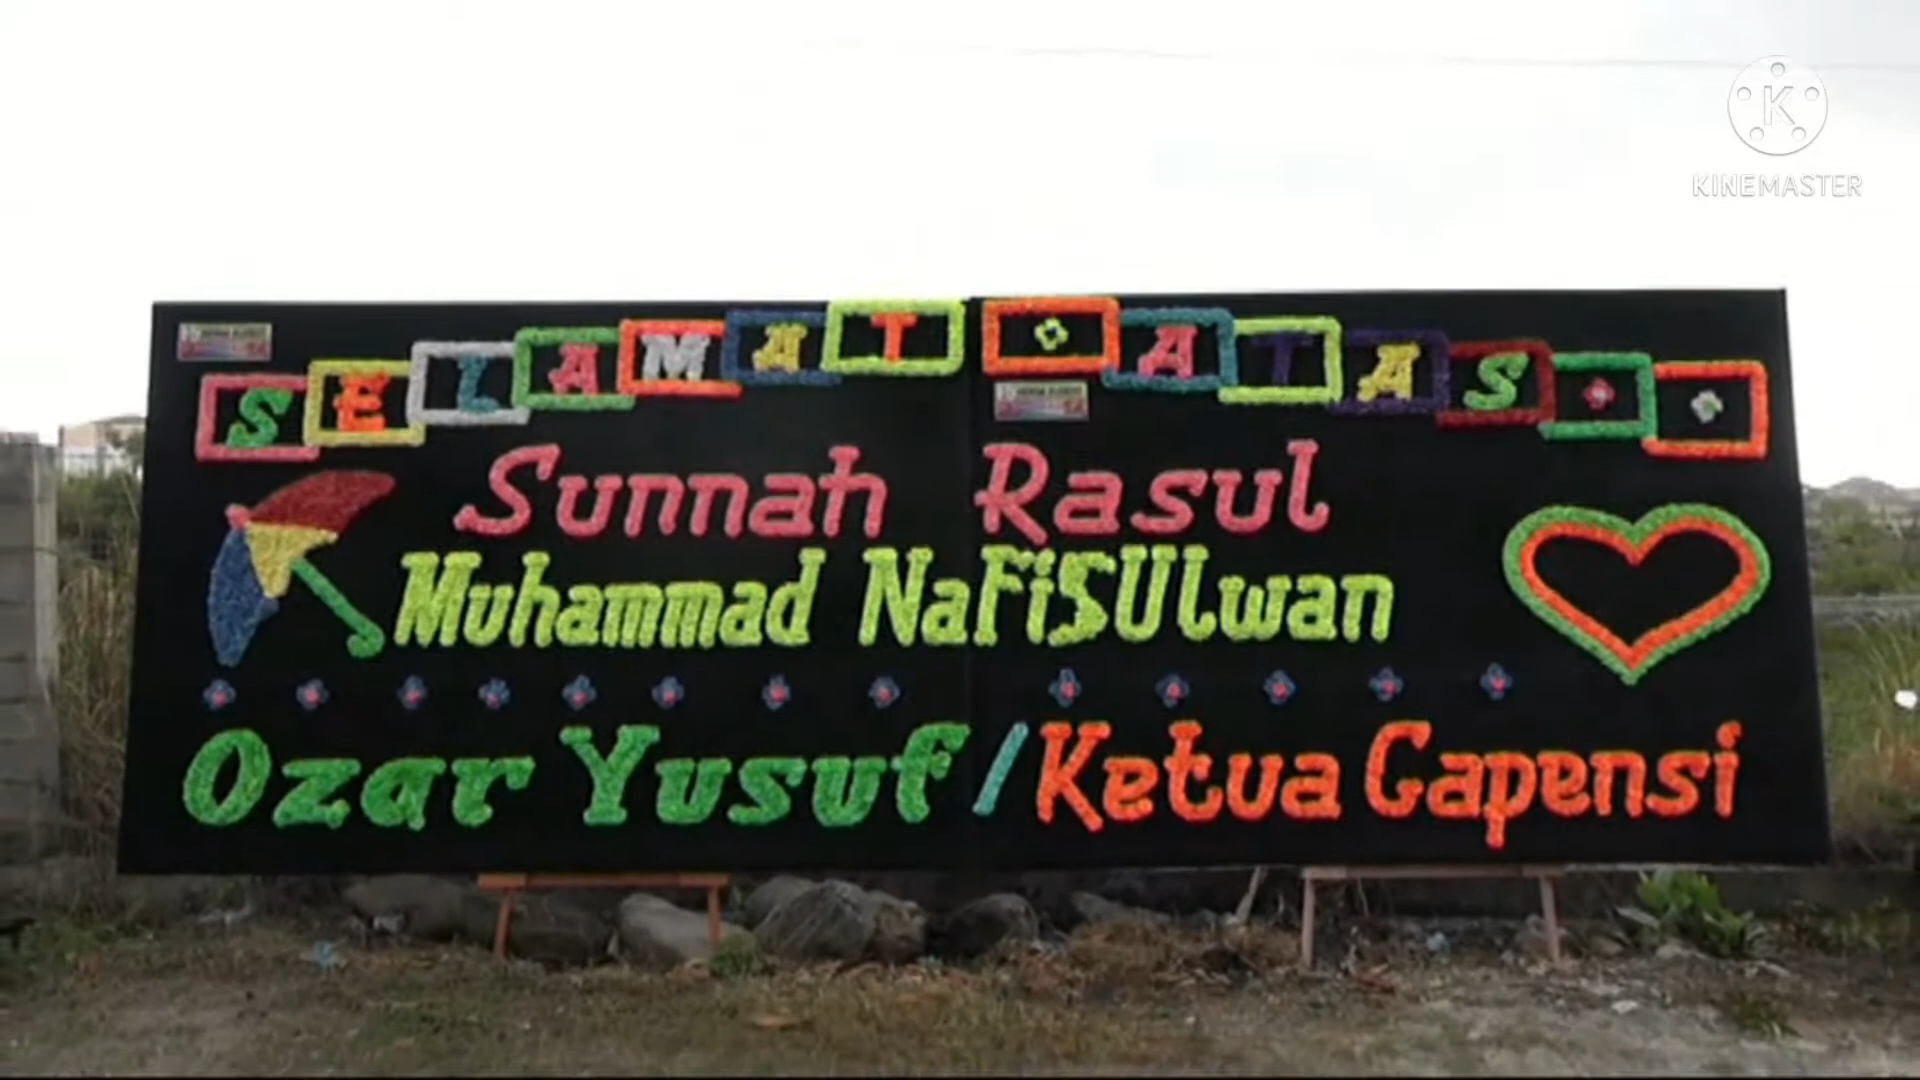 KINEMASTER
SELAMAT ATAS
Sunnah Rasul
Muhammad NaFiSUlwan
Ozar Yusuf / Ketua Gapensi